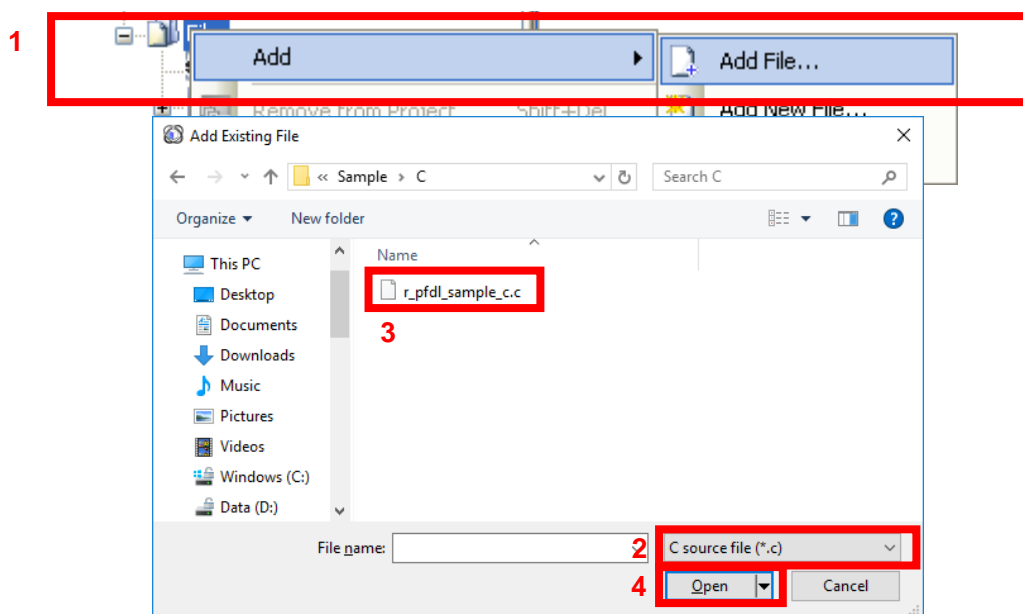 1
Add
Add File...
Remove from Project Shift+Del
Add New File...
Add Existing File
« Sample › C
Search C
Organize
New folder
This PC
Name
Desktop
r_pfdl_sample_c.c
Documents
3
Downloads
Music
Pictures
Videos
Windows (C:)
Data (D:)
File name:
2
C source file (*.c)
4
Open
Cancel